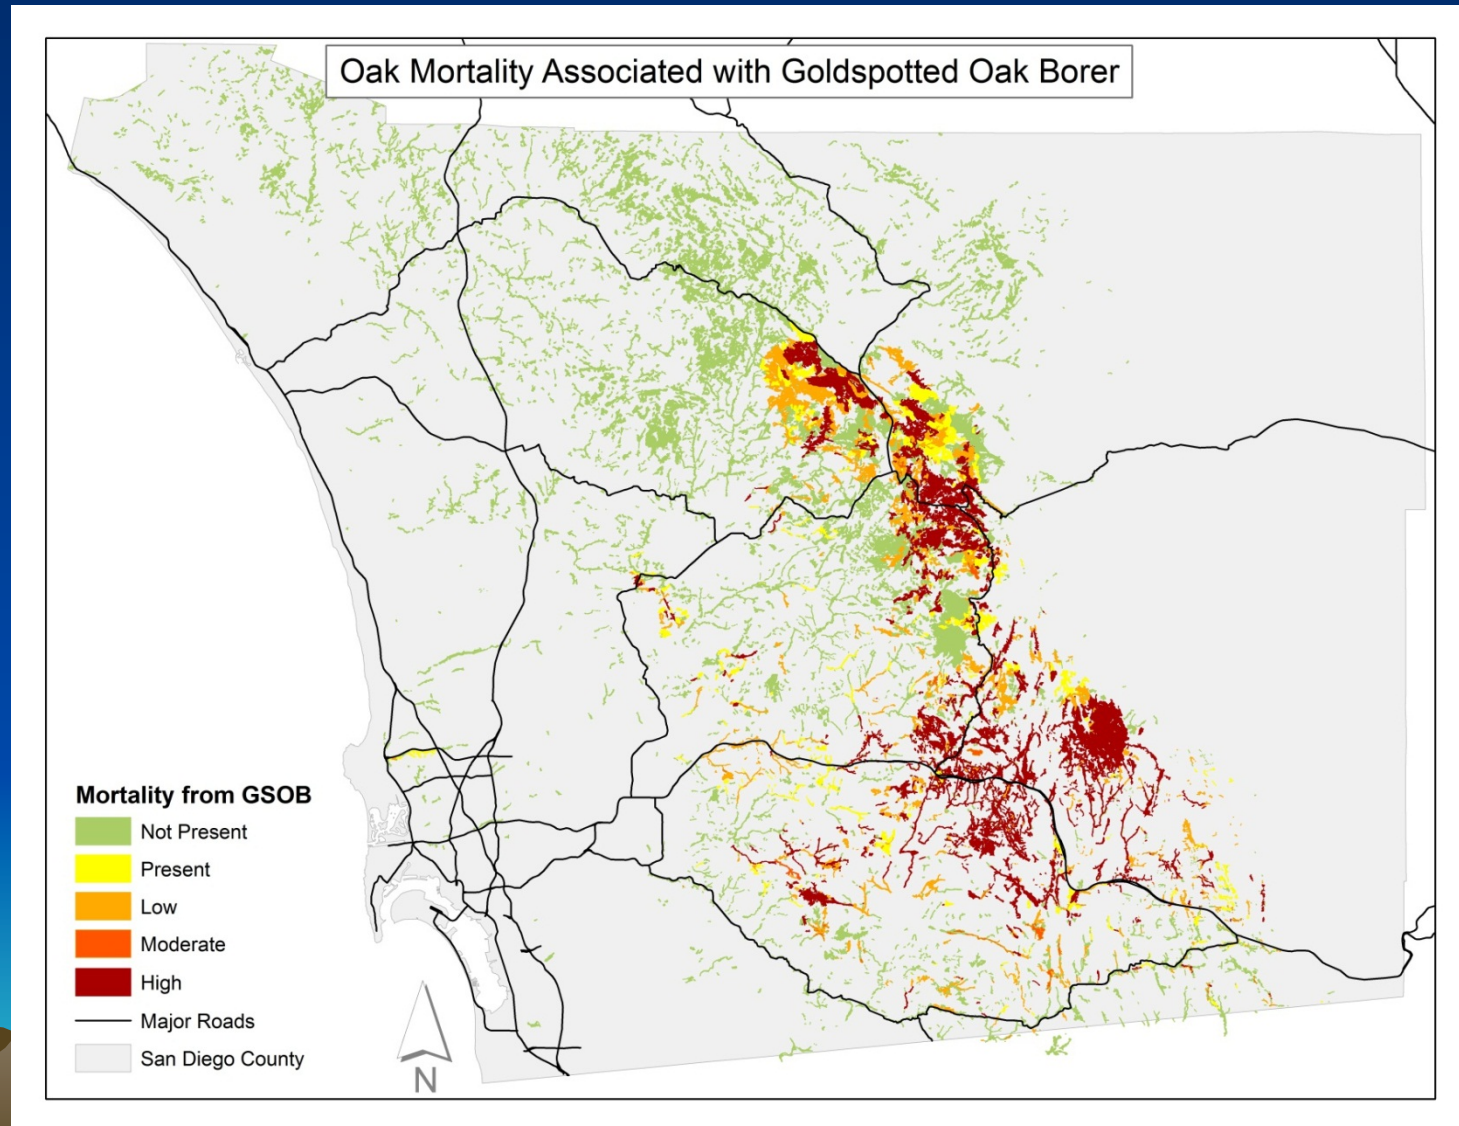 Oak Mortality Associated with Goldspotted Oak Borer
Mortality from GSOB
Not Present
Present
Low
Moderate
High
Major Roads
San Diego County
N